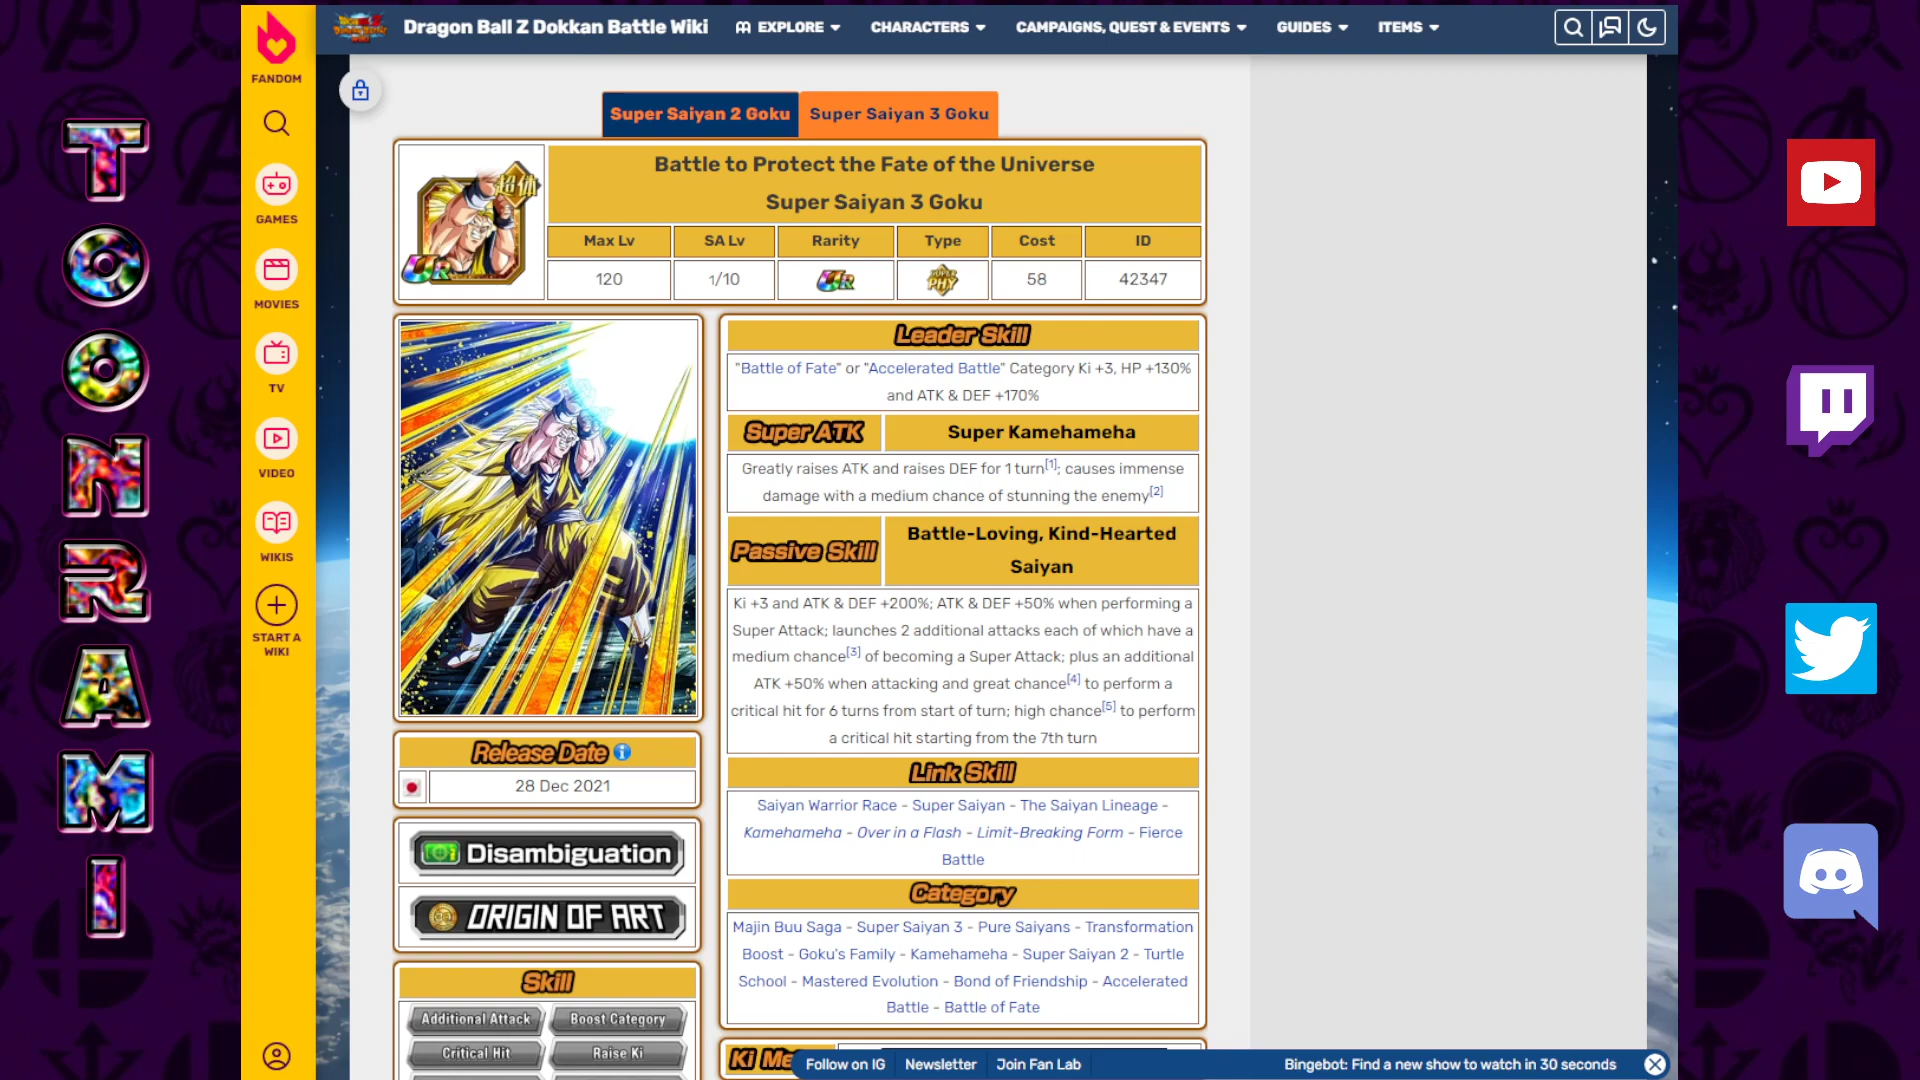 TOONRAMI
FANDOM
GAMES
MOVIES
TV
VIDEO
WIKIS
START A
WIKI
Dragon Ball Z Dokkan Battle Wiki
EXPLORE
CHARACTERS
CAMPAIGNS, QUEST & EVENTS
GUIDES
ITEMS
Super Saiyan 2 Goku
Super Saiyan 3 Goku
超体
UR
Battle to Protect the Fate of the Universe
Super Saiyan 3 Goku
Max Lv SA Lv Rarity Type Cost ID
120 1/10 UR SUPER PHY 58 42347
Leader Skill
"Battle of Fate" or "Accelerated Battle" Category Ki +3, HP +130%
and ATK & DEF +170%
Super ATK
Super Kamehameha
Greatly raises ATK and raises DEF for 1 turn[1]; causes immense
damage with a medium chance of stunning the enemy[2]
Passive Skill
Battle-Loving, Kind-Hearted
Saiyan
Ki +3 and ATK & DEF +200%; ATK & DEF +50% when performing a
Super Attack; launches 2 additional attacks each of which have a
medium chance[3] of becoming a Super Attack; plus an additional
ATK +50% when attacking and great chance[4] to perform a
critical hit for 6 turns from start of turn; high chance[5] to perform
a critical hit starting from the 7th turn
Link Skill
Saiyan Warrior Race - Super Saiyan - The Saiyan Lineage -
Kamehameha - Over in a Flash - Limit-Breaking Form - Fierce
Battle
Category
Majin Buu Saga - Super Saiyan 3 - Pure Saiyans - Transformation
Boost - Goku's Family - Kamehameha - Super Saiyan 2 - Turtle
School - Mastered Evolution - Bond of Friendship - Accelerated
Battle - Battle of Fate
Release Date
28 Dec 2021
Disambiguation
ORIGIN OF ART
Skill
Additional Attack
Boost Category
Critical Hit
Raise Ki
Ki Me
Follow on IG
Newsletter
Join Fan Lab
Bingebot: Find a new show to watch in 30 seconds